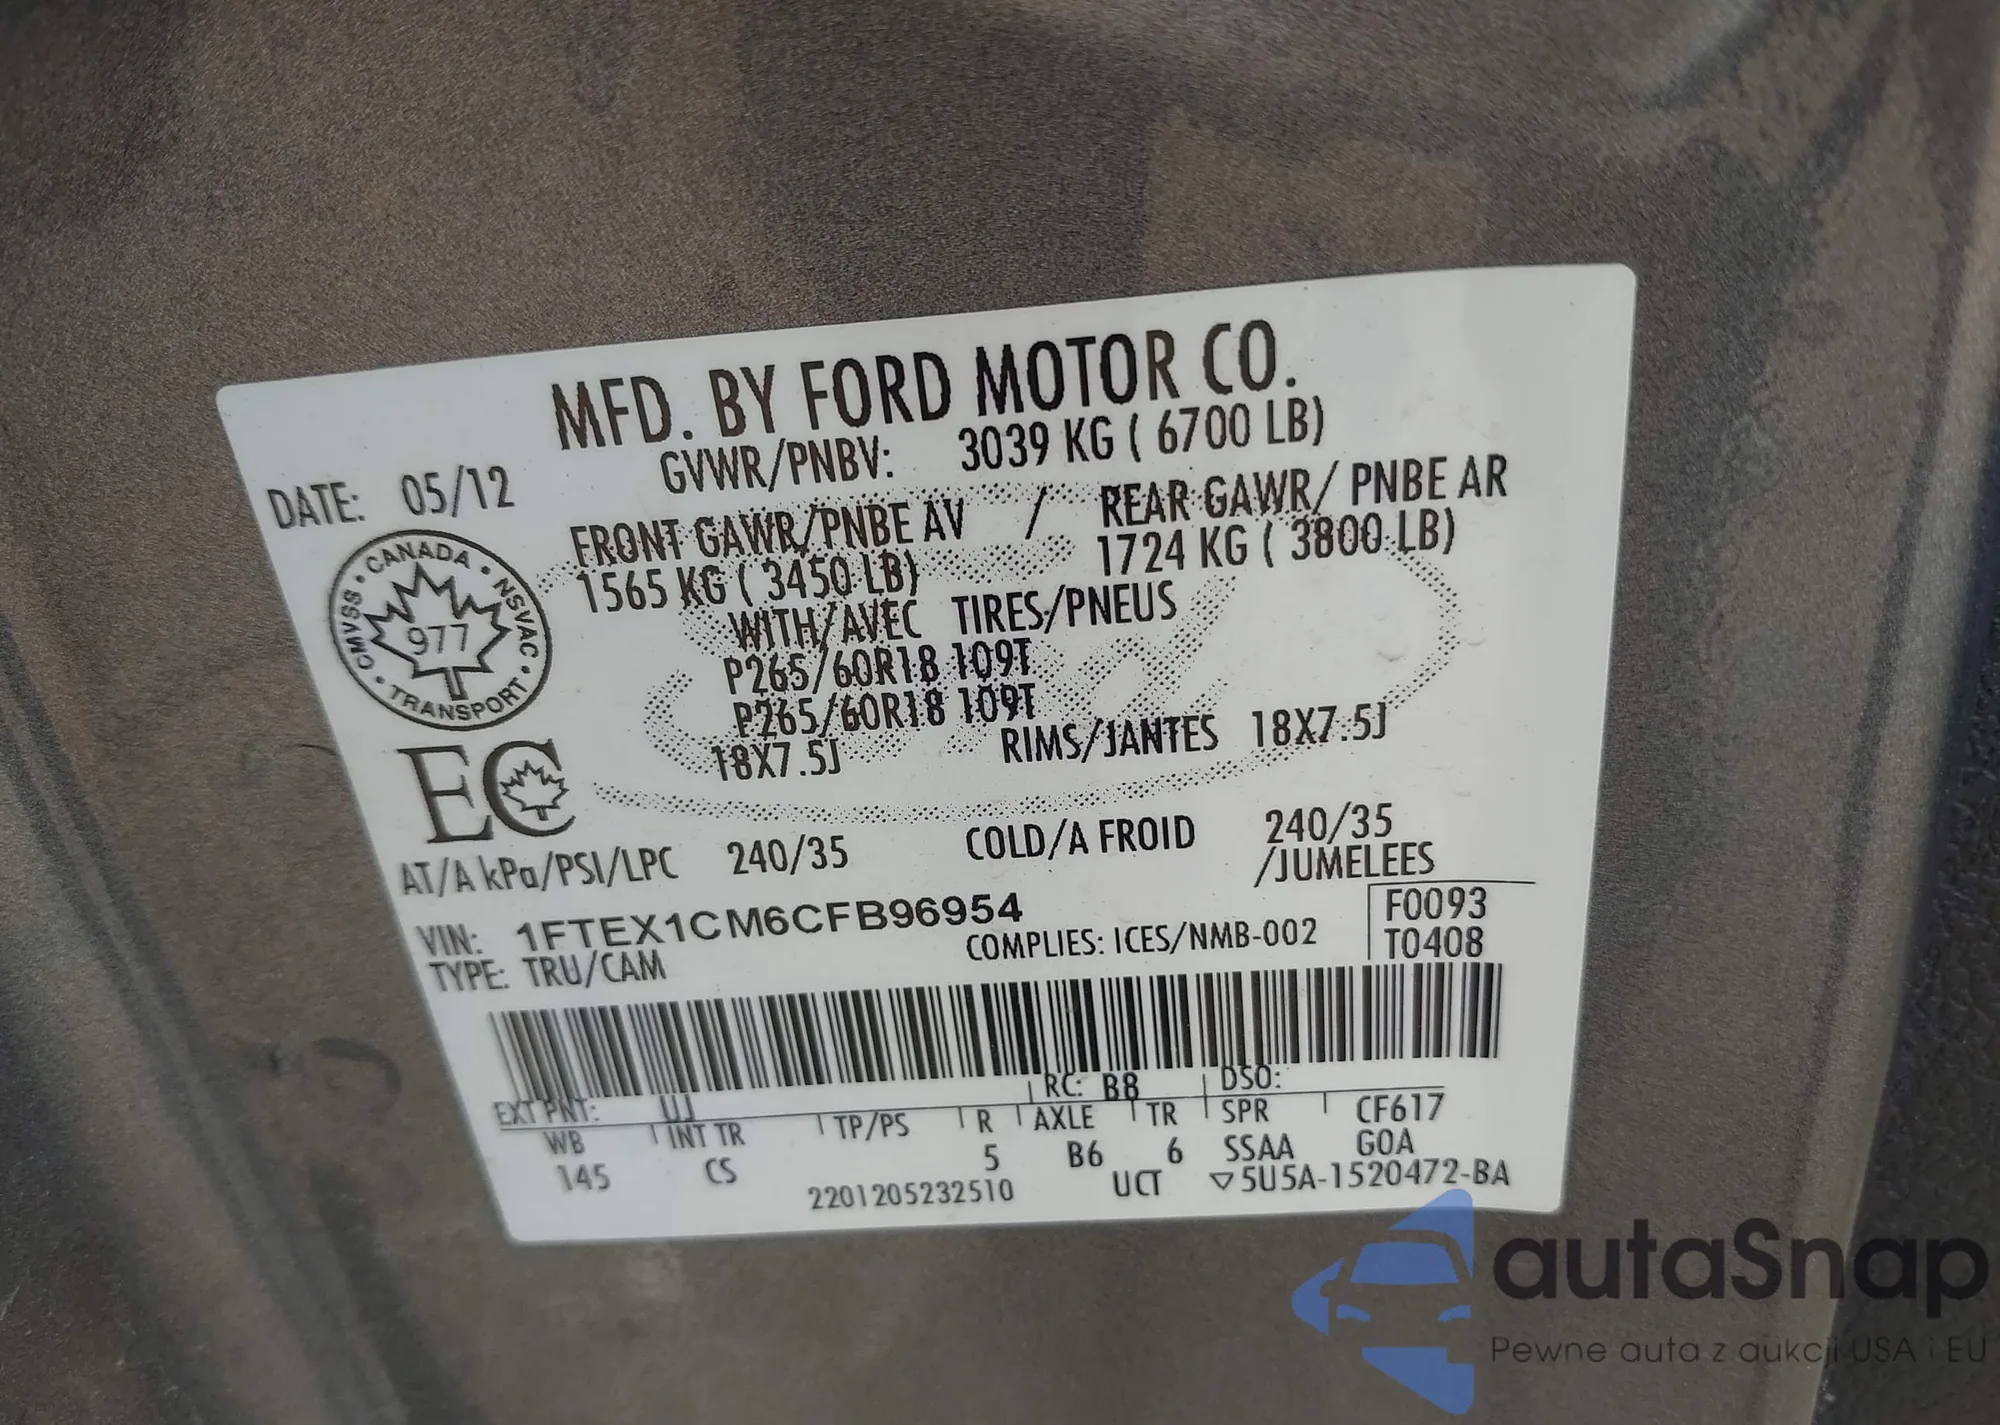 MFD. BY FORD MOTOR CO.
DATE: 05/12
GVWR/PNBV: 3039 KG ( 6700 LB)
FRONT GAWR/PNBE AV / REAR GAWR/ PNBE AR
1565 KG ( 3450 LB) 1724 KG ( 3800 LB)
WITH/AVEC TIRES/PNEUS
P265/60R18 109T
P265/60R18 109T
18X7.5J RIMS/JANTES 18X7.5J
CMVSS • CANADA • NSVAC • TRANSPORT •
977
EC
AT/A kPa/PSI/LPC 240/35 COLD/A FROID 240/35
/JUMELEES
VIN: 1FTEX1CM6CFB96954
F0093
TYPE: TRU/CAM COMPLIES: ICES/NMB-002 T0408
EXT PNT: UJ RC: B8 DSO:
WB INT TR TP/PS R AXLE TR SPR CF617
145 CS 5 B6 6 SSAA GOA
2201205232510 UCT ▽5U5A-1520472-BA
autaSnap
Pewne auta z aukcji USA i EU